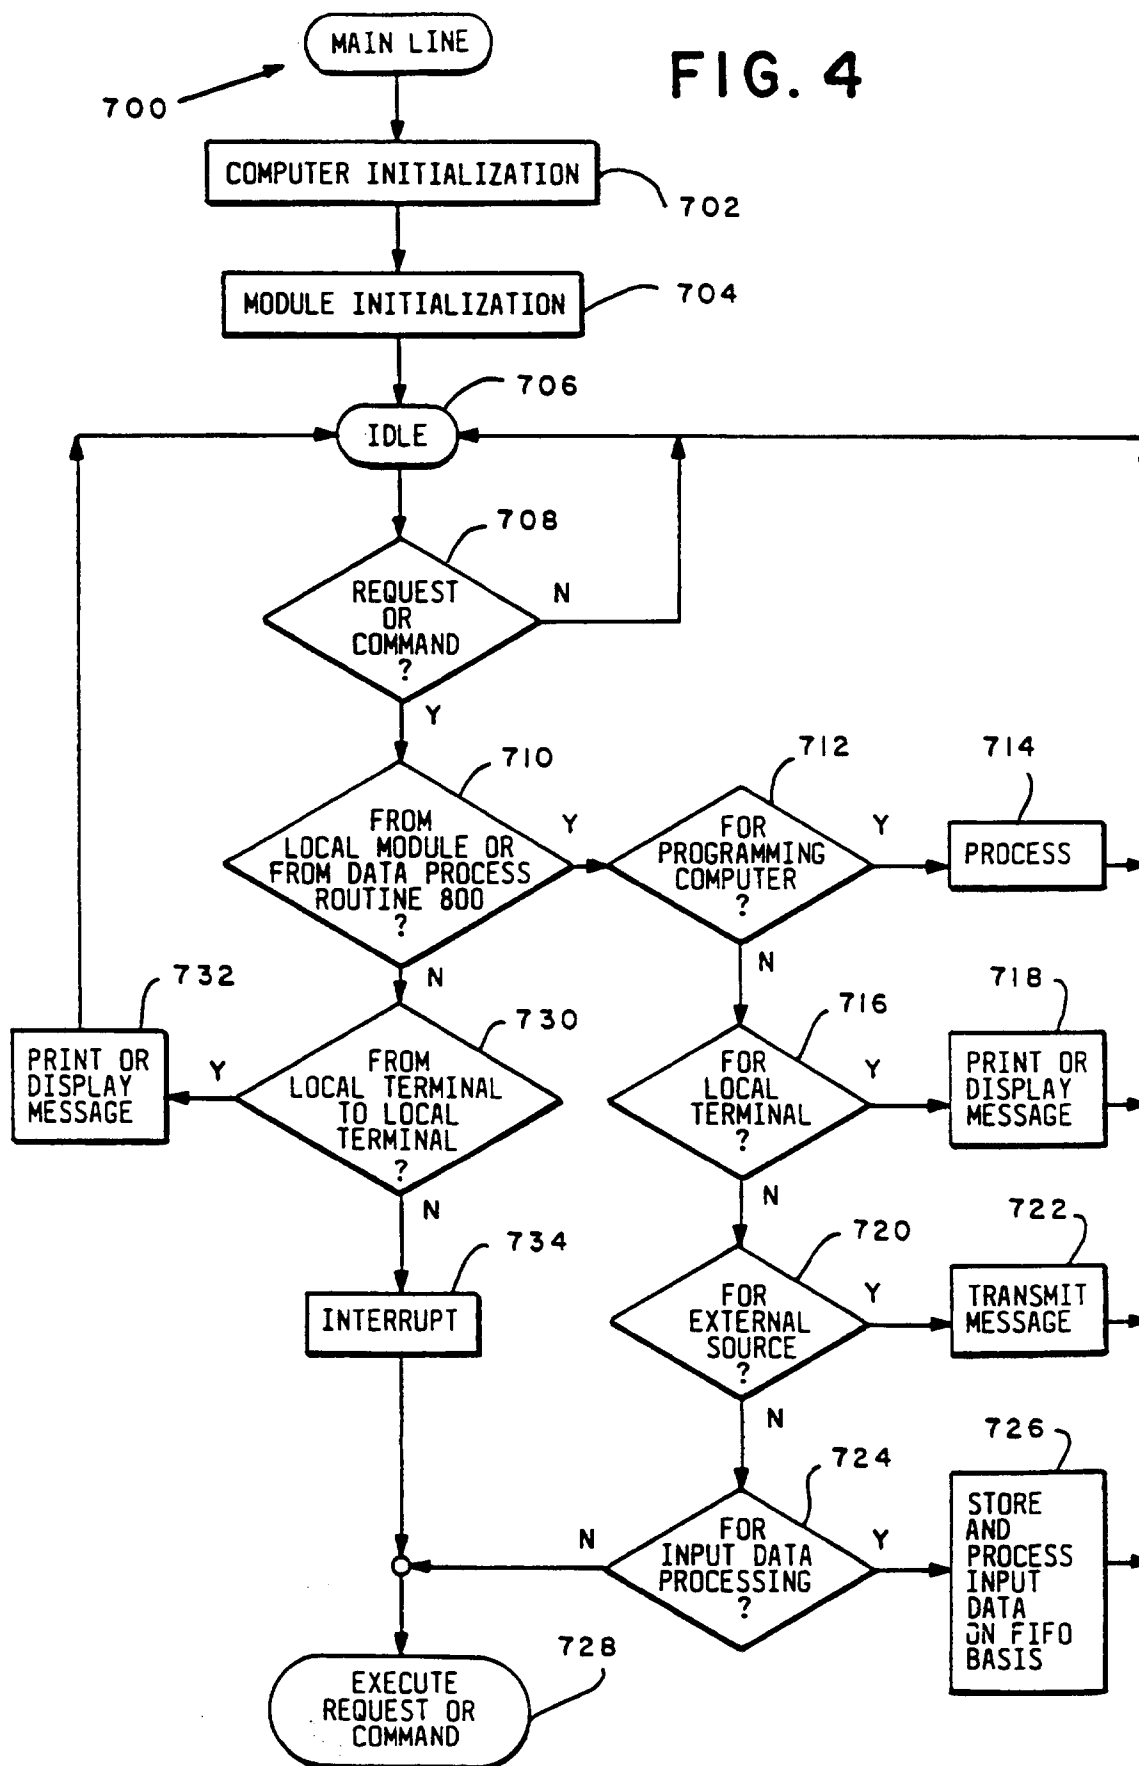 MAIN LINE
FIG. 4
700
COMPUTER INITIALIZATION
702
MODULE INITIALIZATION
704
706
IDLE
708
REQUEST
OR
COMMAND
?
N
Y
710
FROM
LOCAL MODULE OR
FROM DATA PROCESS
ROUTINE 800
?
Y
N
712
FOR
PROGRAMMING
COMPUTER
?
Y
N
714
PROCESS
732
PRINT OR
DISPLAY
MESSAGE
Y
730
FROM
LOCAL TERMINAL
TO LOCAL
TERMINAL
?
N
716
FOR
LOCAL
TERMINAL
?
Y
N
718
PRINT OR
DISPLAY
MESSAGE
734
INTERRUPT
720
FOR
EXTERNAL
SOURCE
?
Y
N
722
TRANSMIT
MESSAGE
724
FOR
INPUT DATA
PROCESSING
?
N
Y
726
STORE
AND
PROCESS
INPUT
DATA
ON FIFO
BASIS
728
EXECUTE
REQUEST OR
COMMAND